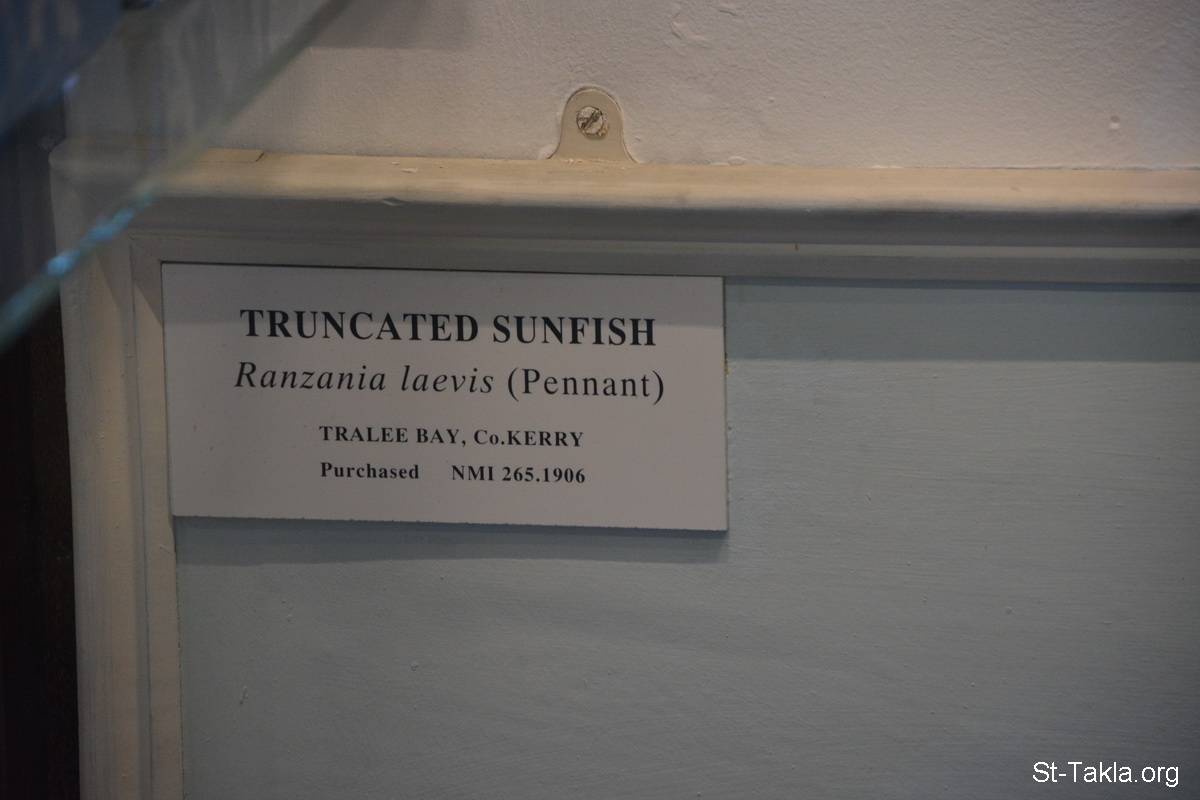 TRUNCATED SUNFISH
Ranzania laevis (Pennant)
TRALEE BAY, Co.KERRY
Purchased NMI 265.1906
St-Takla.org